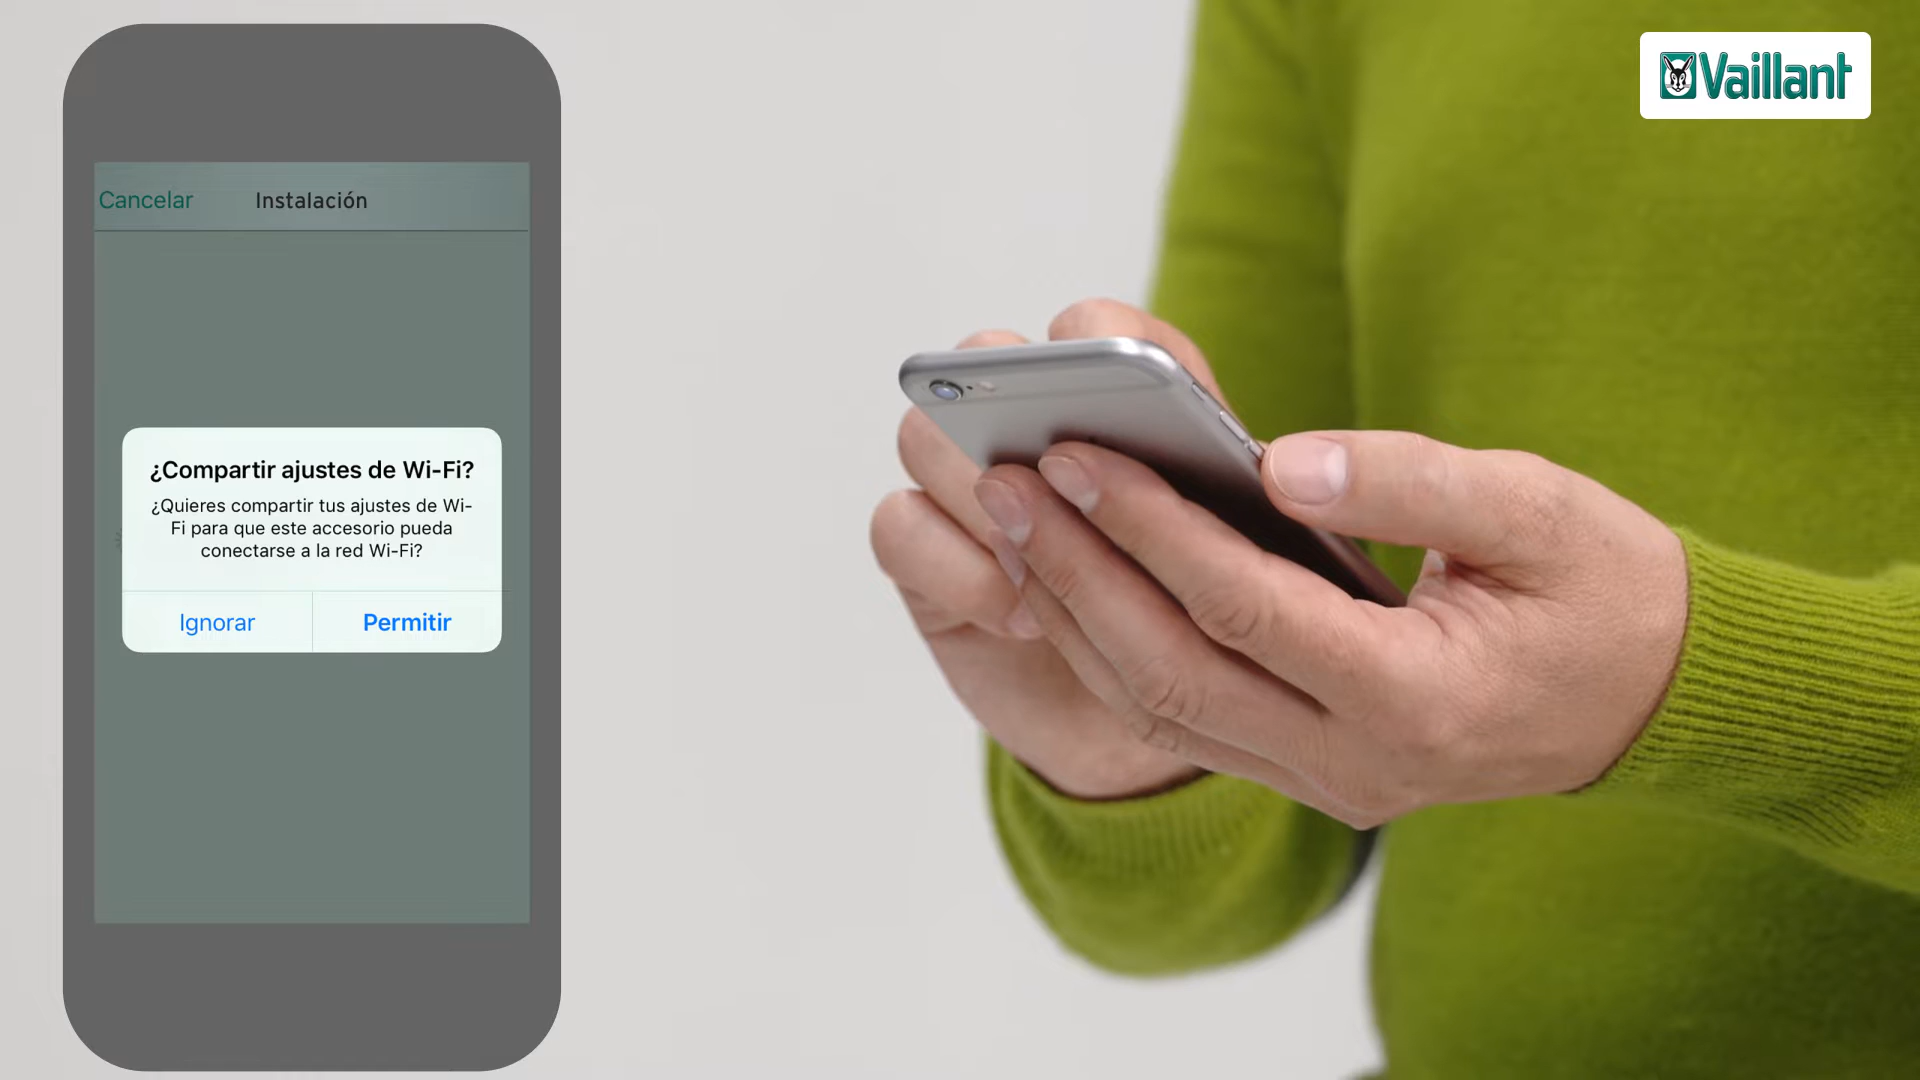 Vaillant
Cancelar
Instalación
¿Compartir ajustes de Wi-Fi?
¿Quieres compartir tus ajustes de Wi-
Fi para que este accesorio pueda
conectarse a la red Wi-Fi?
Ignorar
Permitir